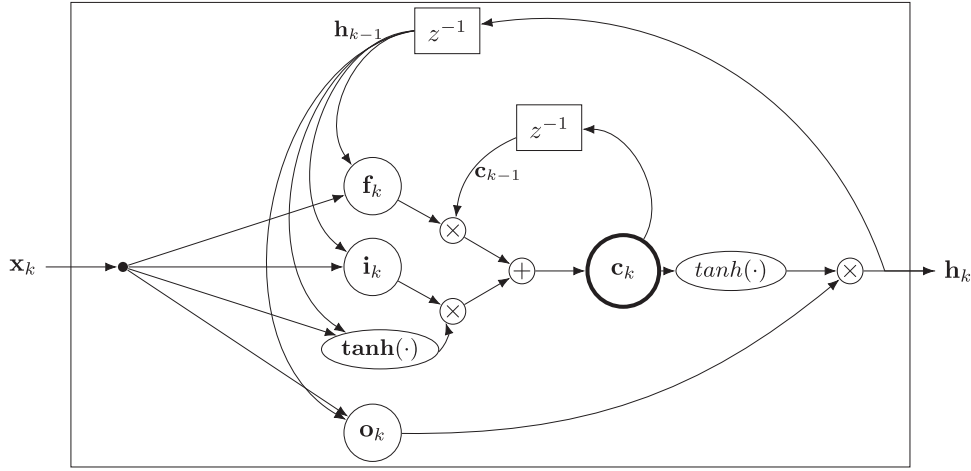 h_{k−1}
z^{−1}
z^{−1}
c_{k−1}
f_k
×
x_k
i_k
+
c_k
tanh(·)
×
h_k
×
tanh(·)
o_k